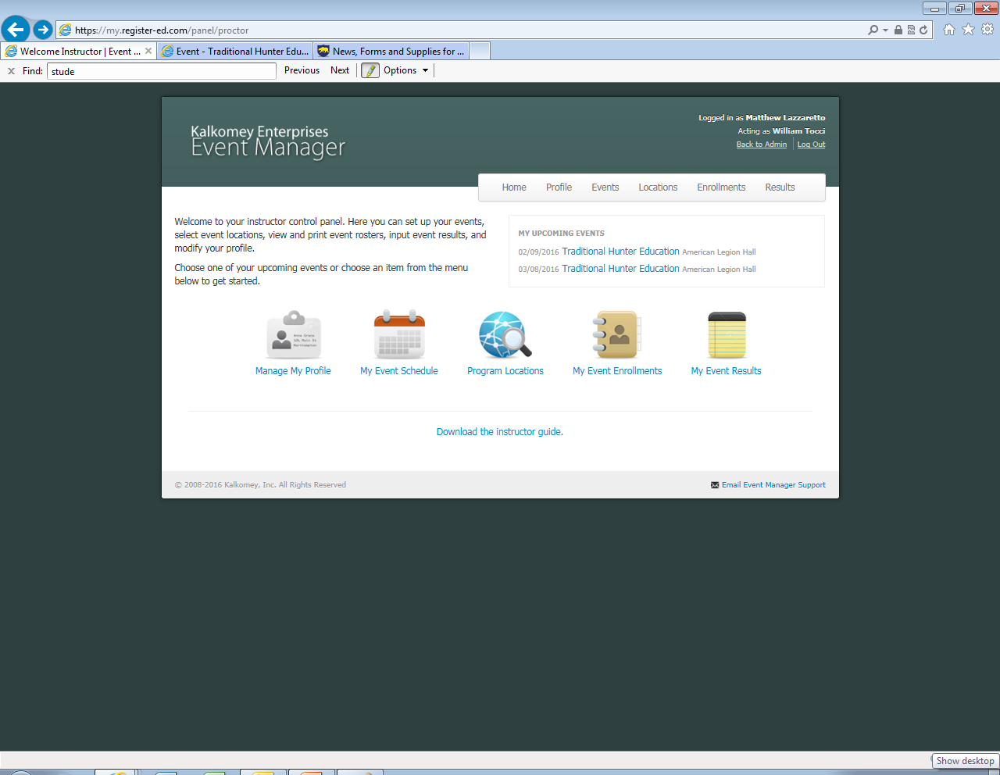 https://my.register-ed.com/panel/proctor
Welcome Instructor | Event ...
Event - Traditional Hunter Edu...
News, Forms and Supplies for ...
Find: stude Previous Next Options
Kalkomey Enterprises
Event Manager
Logged in as Matthew Lazzaretto
Acting as William Tocci
Back to Admin Log Out
Home Profile Events Locations Enrollments Results
Welcome to your instructor control panel. Here you can set up your events,
select event locations, view and print event rosters, input event results, and
modify your profile.
Choose one of your upcoming events or choose an item from the menu
below to get started.
MY UPCOMING EVENTS
02/09/2016 Traditional Hunter Education American Legion Hall
03/08/2016 Traditional Hunter Education American Legion Hall
Manage My Profile
My Event Schedule
Program Locations
My Event Enrollments
My Event Results
Download the instructor guide.
© 2008-2016 Kalkomey, Inc. All Rights Reserved
Email Event Manager Support
Show desktop